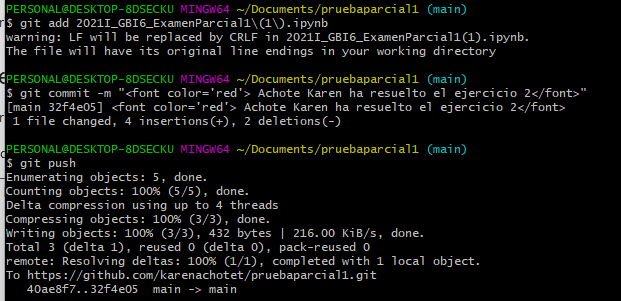 PERSONAL@DESKTOP-8DSECKU MINGW64 ~/Documents/pruebaparcial1 (main)
$ git add 2021I_GBI6_ExamenParcial1\(1\).ipynb
warning: LF will be replaced by CRLF in 2021I_GBI6_ExamenParcial1(1).ipynb.
The file will have its original line endings in your working directory
PERSONAL@DESKTOP-8DSECKU MINGW64 ~/Documents/pruebaparcial1 (main)
$ git commit -m "<font color='red'> Achote Karen ha resuelto el ejercicio 2</font>"
[main 32f4e05] <font color='red'> Achote Karen ha resuelto el ejercicio 2</font>
 1 file changed, 4 insertions(+), 2 deletions(-)
PERSONAL@DESKTOP-8DSECKU MINGW64 ~/Documents/pruebaparcial1 (main)
$ git push
Enumerating objects: 5, done.
Counting objects: 100% (5/5), done.
Delta compression using up to 4 threads
Compressing objects: 100% (3/3), done.
Writing objects: 100% (3/3), 432 bytes | 216.00 KiB/s, done.
Total 3 (delta 1), reused 0 (delta 0), pack-reused 0
remote: Resolving deltas: 100% (1/1), completed with 1 local object.
To https://github.com/karenachotet/pruebaparcial1.git
   40ae8f7..32f4e05  main -> main